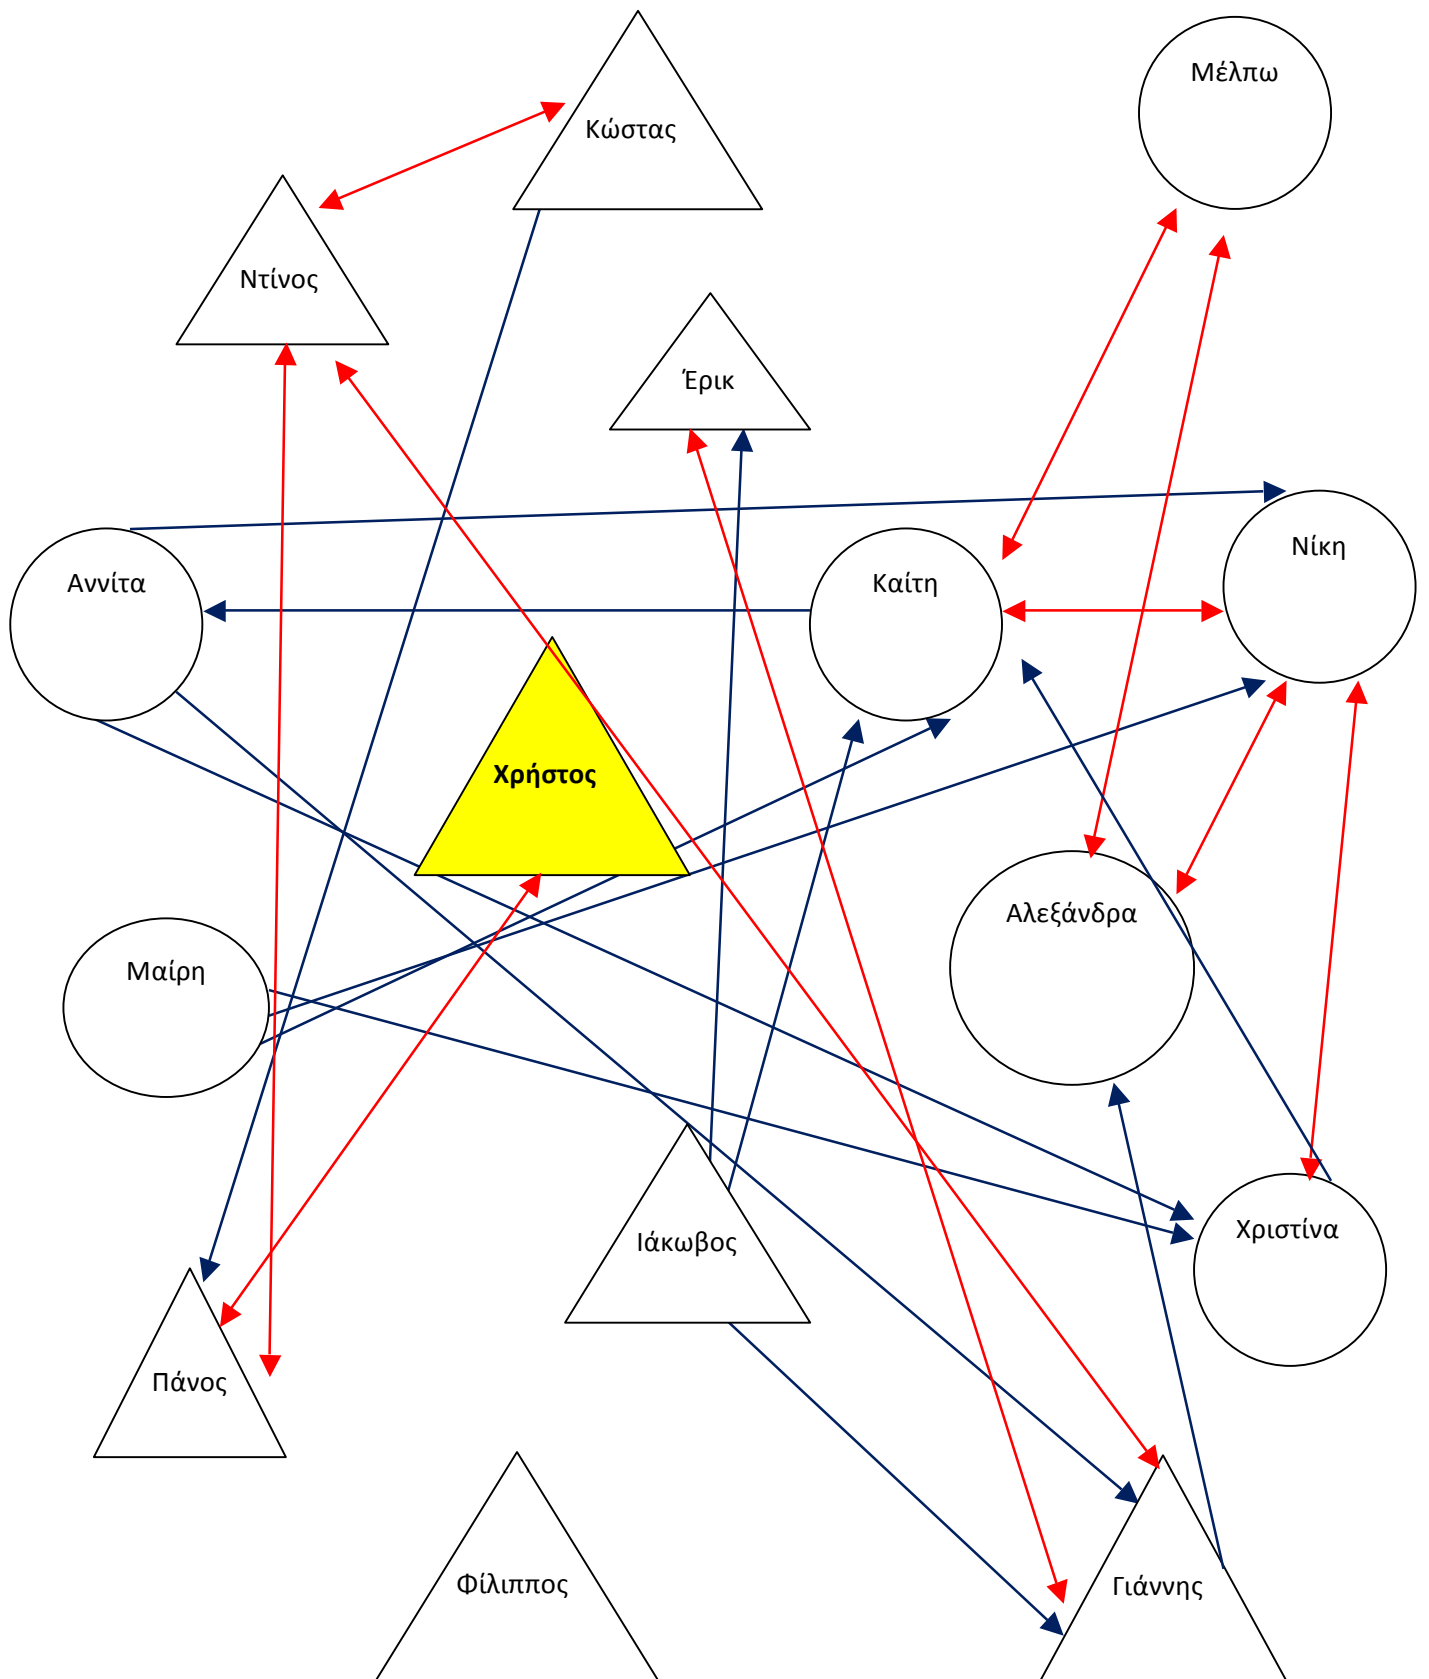 Μέλπω
Κώστας
Ντίνος
Έρικ
Νίκη
Αννίτα
Καίτη
Χρήστος
Αλεξάνδρα
Μαίρη
Χριστίνα
Ιάκωβος
Πάνος
Φίλιππος
Γιάννης